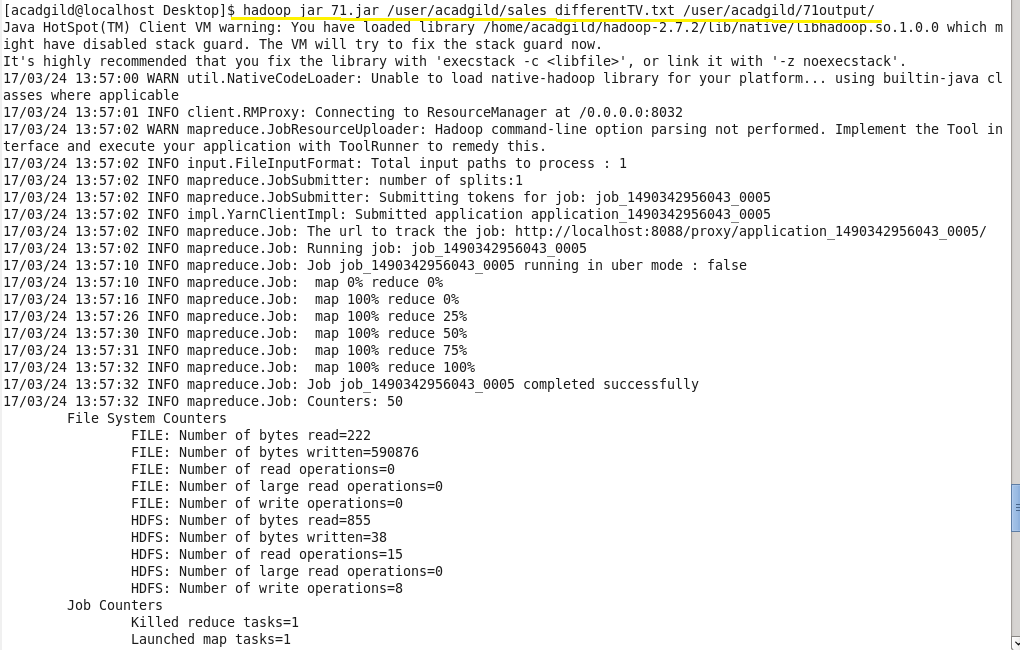 [acadgild@localhost Desktop]$ hadoop jar 71.jar /user/acadgild/sales differentTV.txt /user/acadgild/71output/
Java HotSpot(TM) Client VM warning: You have loaded library /home/acadgild/hadoop-2.7.2/lib/native/libhadoop.so.1.0.0 which m
ight have disabled stack guard. The VM will try to fix the stack guard now.
It's highly recommended that you fix the library with 'execstack -c <libfile>', or link it with '-z noexecstack'.
17/03/24 13:57:00 WARN util.NativeCodeLoader: Unable to load native-hadoop library for your platform... using builtin-java cl
asses where applicable
17/03/24 13:57:01 INFO client.RMProxy: Connecting to ResourceManager at /0.0.0.0:8032
17/03/24 13:57:02 WARN mapreduce.JobResourceUploader: Hadoop command-line option parsing not performed. Implement the Tool in
terface and execute your application with ToolRunner to remedy this.
17/03/24 13:57:02 INFO input.FileInputFormat: Total input paths to process : 1
17/03/24 13:57:02 INFO mapreduce.JobSubmitter: number of splits:1
17/03/24 13:57:02 INFO mapreduce.JobSubmitter: Submitting tokens for job: job_1490342956043_0005
17/03/24 13:57:02 INFO impl.YarnClientImpl: Submitted application application_1490342956043_0005
17/03/24 13:57:02 INFO mapreduce.Job: The url to track the job: http://localhost:8088/proxy/application_1490342956043_0005/
17/03/24 13:57:02 INFO mapreduce.Job: Running job: job_1490342956043_0005
17/03/24 13:57:10 INFO mapreduce.Job: Job job_1490342956043_0005 running in uber mode : false
17/03/24 13:57:10 INFO mapreduce.Job:  map 0% reduce 0%
17/03/24 13:57:16 INFO mapreduce.Job:  map 100% reduce 0%
17/03/24 13:57:26 INFO mapreduce.Job:  map 100% reduce 25%
17/03/24 13:57:30 INFO mapreduce.Job:  map 100% reduce 50%
17/03/24 13:57:31 INFO mapreduce.Job:  map 100% reduce 75%
17/03/24 13:57:32 INFO mapreduce.Job:  map 100% reduce 100%
17/03/24 13:57:32 INFO mapreduce.Job: Job job_1490342956043_0005 completed successfully
17/03/24 13:57:32 INFO mapreduce.Job: Counters: 50
File System Counters
FILE: Number of bytes read=222
FILE: Number of bytes written=590876
FILE: Number of read operations=0
FILE: Number of large read operations=0
FILE: Number of write operations=0
HDFS: Number of bytes read=855
HDFS: Number of bytes written=38
HDFS: Number of read operations=15
HDFS: Number of large read operations=0
HDFS: Number of write operations=8
Job Counters
Killed reduce tasks=1
Launched map tasks=1